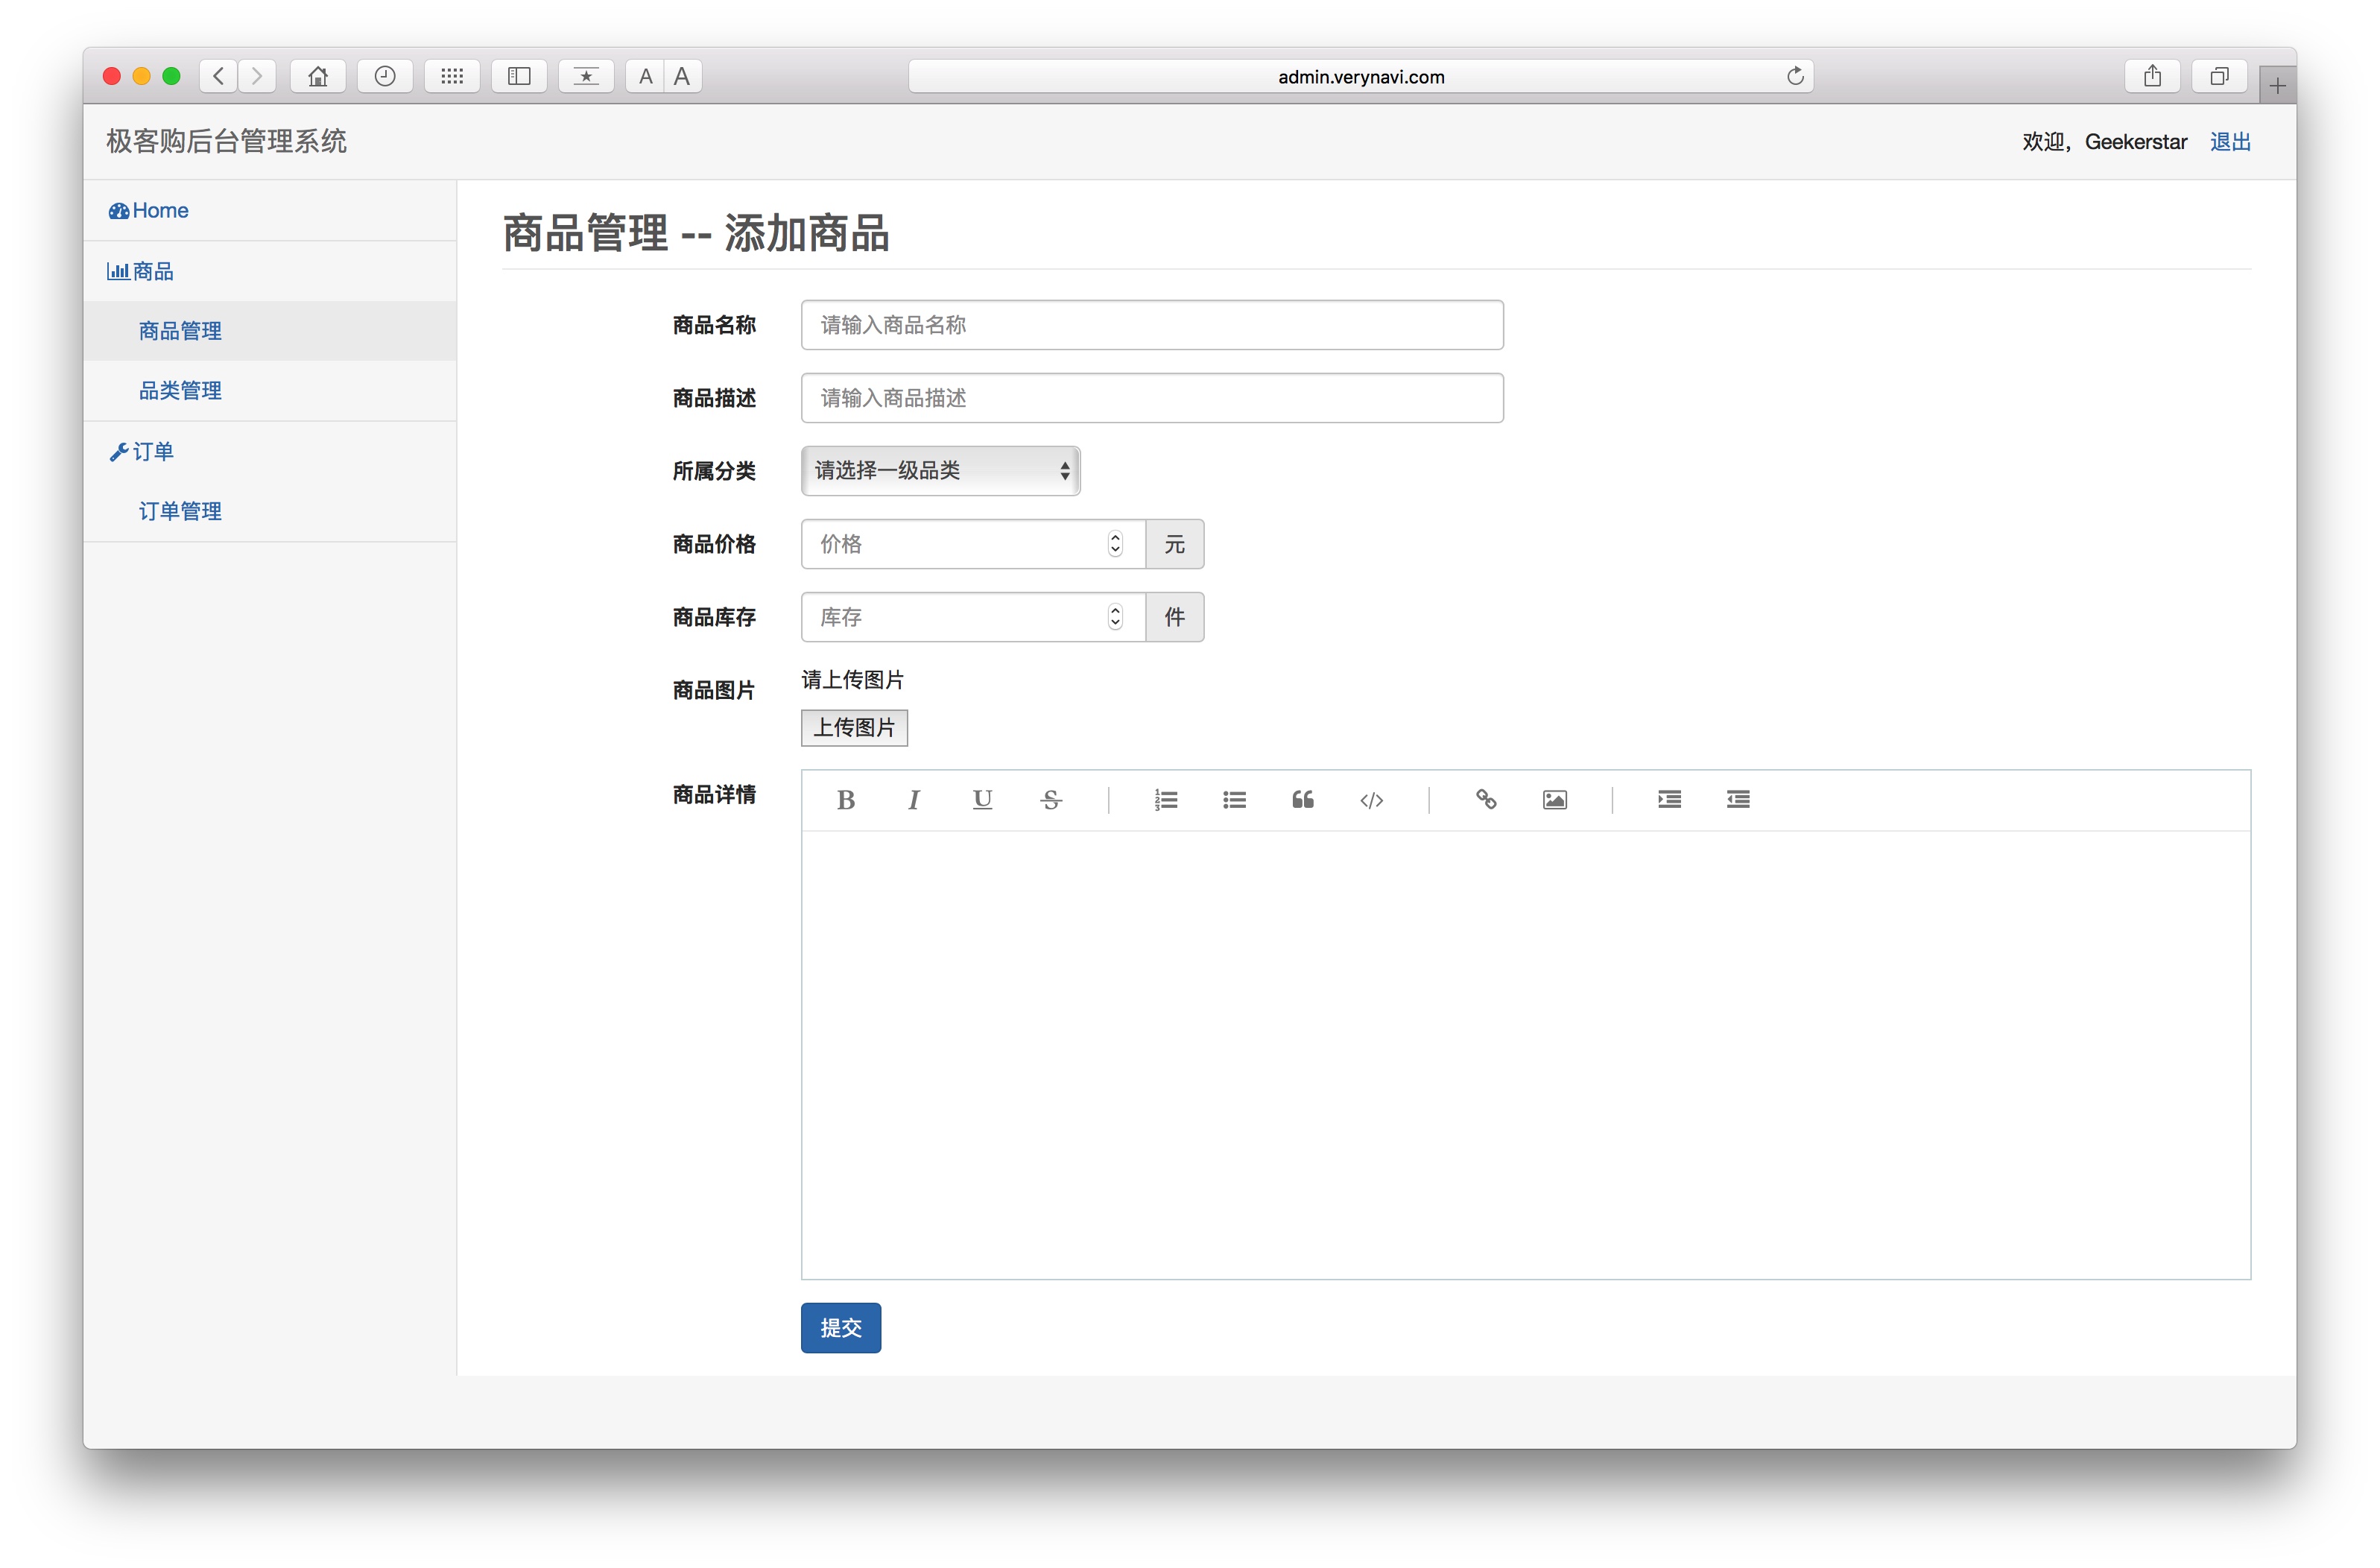 A A
admin.verynavi.com
极客购后台管理系统
欢迎，Geekerstar 退出
Home
商品
商品管理
品类管理
订单
订单管理
商品管理 -- 添加商品
商品名称 请输入商品名称
商品描述 请输入商品描述
所属分类 请选择一级品类
商品价格 价格 元
商品库存 库存 件
商品图片 请上传图片
上传图片
商品详情 B I U S
提交